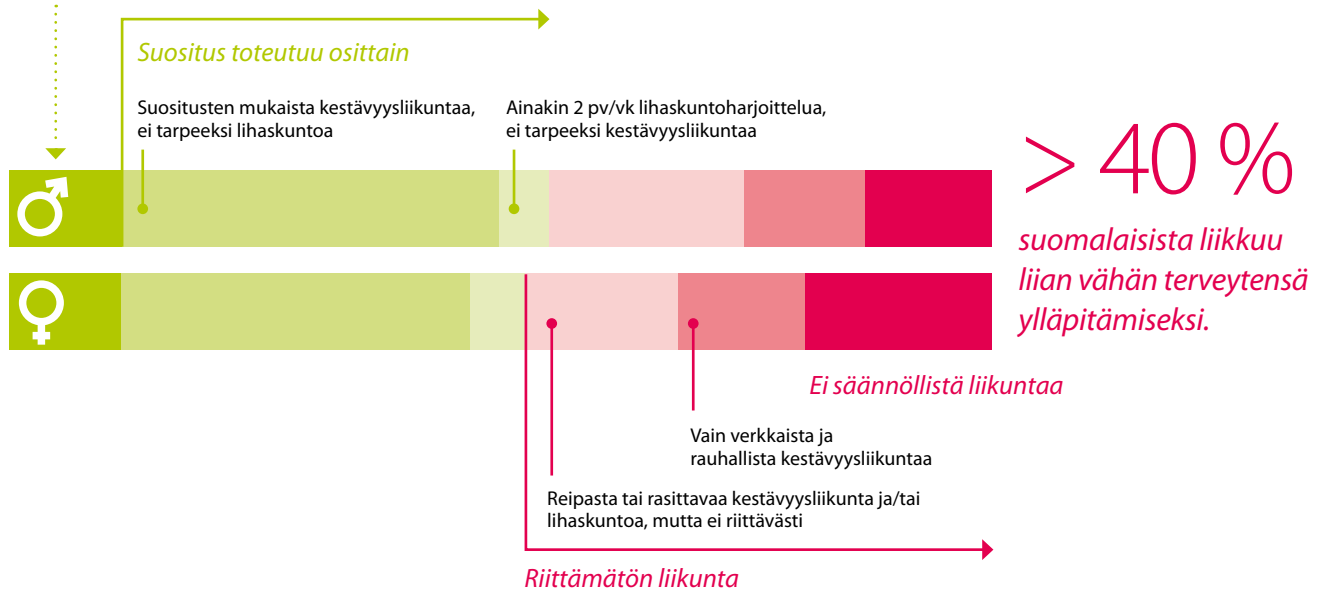 Suositus toteutuu osittain
Suositusten mukaista kestävyysliikuntaa,
ei tarpeeksi lihaskuntoa
Ainakin 2 pv/vk lihaskuntoharjoittelua,
ei tarpeeksi kestävyysliikuntaa
> 40 %
suomalaisista liikkuu
liian vähän terveytensä
ylläpitämiseksi.
Ei säännöllistä liikuntaa
Vain verkkaista ja
rauhallista kestävyysliikuntaa
Reipasta tai rasittavaa kestävyysliikunta ja/tai
lihaskuntoa, mutta ei riittävästi
Riittämätön liikunta